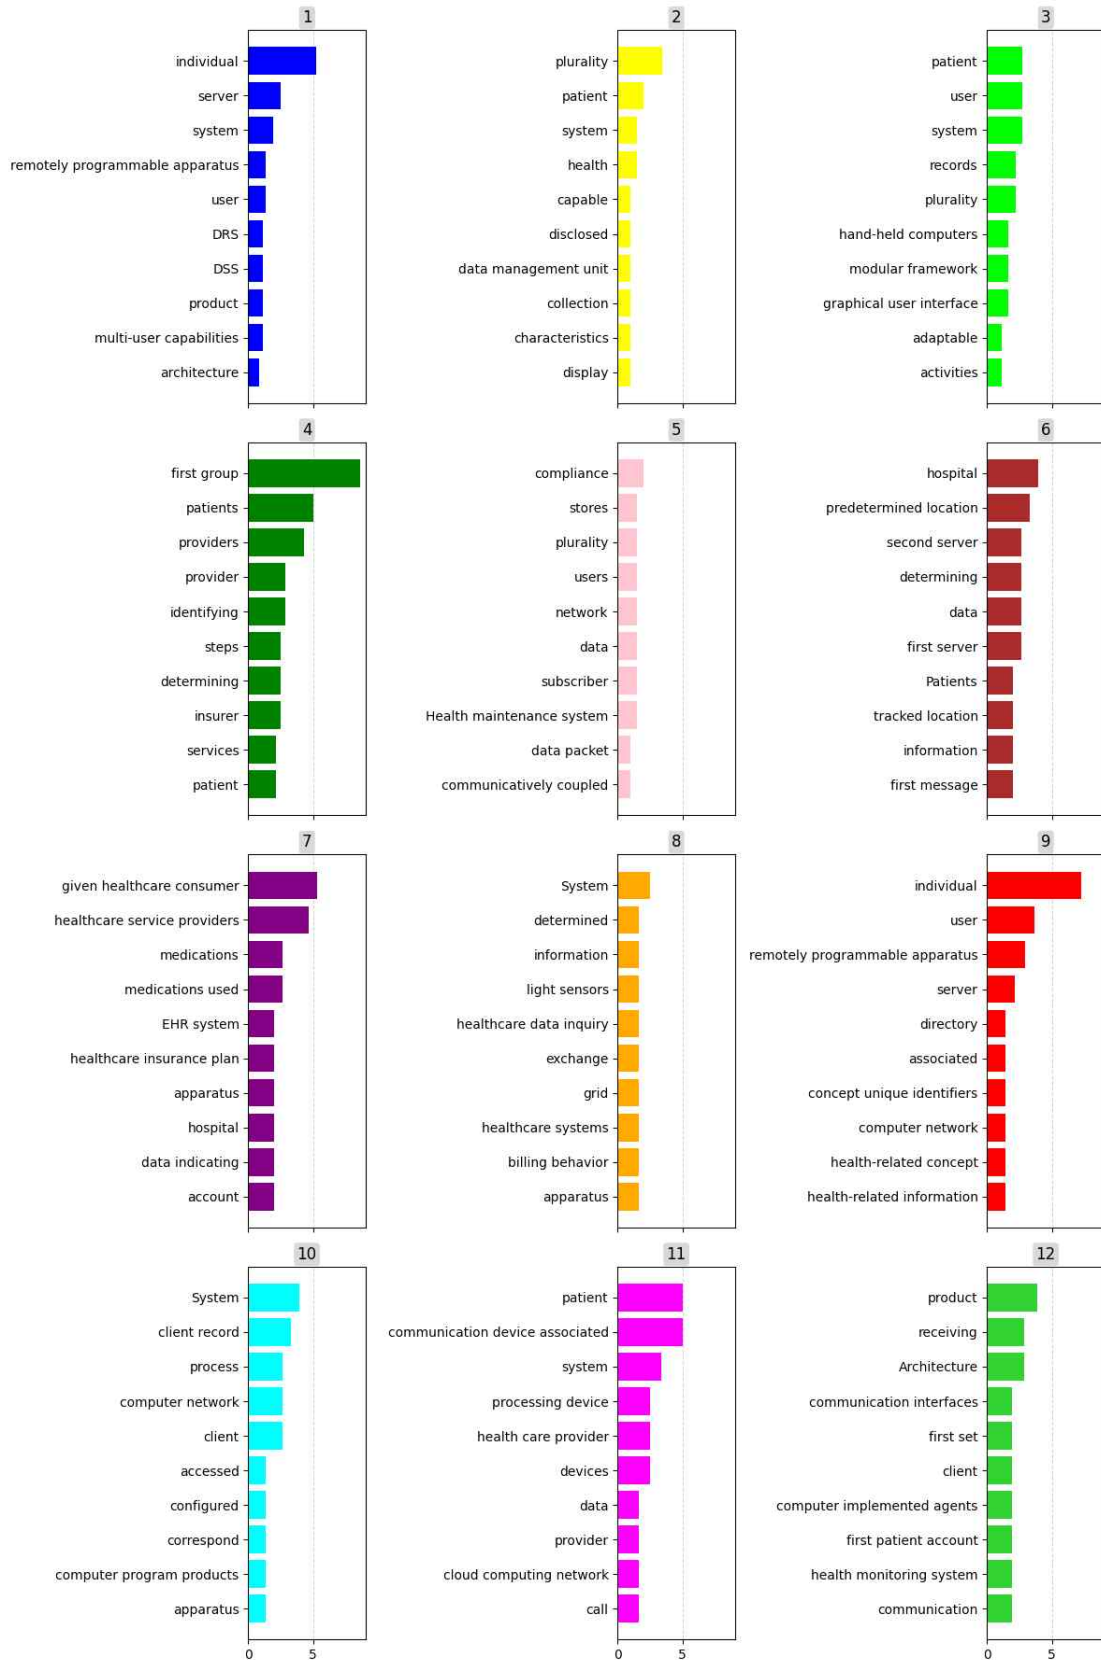 1
individual
server
system
remotely programmable apparatus
user
DRS
DSS
product
multi-user capabilities
architecture
2
plurality
patient
system
health
capable
disclosed
data management unit
collection
characteristics
display
3
patient
user
system
records
plurality
hand-held computers
modular framework
graphical user interface
adaptable
activities
4
first group
patients
providers
provider
identifying
steps
determining
insurer
services
patient
5
compliance
stores
plurality
users
network
data
subscriber
Health maintenance system
data packet
communicatively coupled
6
hospital
predetermined location
second server
determining
data
first server
Patients
tracked location
information
first message
7
given healthcare consumer
healthcare service providers
medications
medications used
EHR system
healthcare insurance plan
apparatus
hospital
data indicating
account
8
System
determined
information
light sensors
healthcare data inquiry
exchange
grid
healthcare systems
billing behavior
apparatus
9
individual
user
remotely programmable apparatus
server
directory
associated
concept unique identifiers
computer network
health-related concept
health-related information
10
System
client record
process
computer network
client
accessed
configured
correspond
computer program products
apparatus
0 5
11
patient
communication device associated
system
processing device
health care provider
devices
data
provider
cloud computing network
call
0 5
12
product
receiving
Architecture
communication interfaces
first set
client
computer implemented agents
first patient account
health monitoring system
communication
0 5